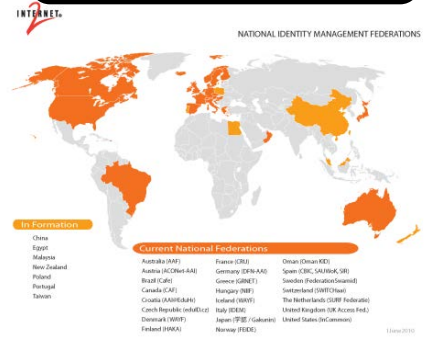 INTERNET
2
NATIONAL IDENTITY MANAGEMENT FEDERATIONS
In Formation
China
Egypt
Malaysia
New Zealand
Poland
Portugal
Taiwan
Current National Federations
Australia (AAF)
Austria (ACONet-AAI)
Brazil (Cafe)
Canada (CAF)
Croatia (AAI@EduHr)
Czech Republic (eduID.cz)
Denmark (WAYF)
Finland (HAKA)
France (CRU)
Germany (DFN-AAI)
Greece (GRNET)
Hungary (NIIF)
Iceland (WAYF)
Italy (IDEM)
Japan (学認 / Gakunin)
Norway (FEIDE)
Oman (Oman KID)
Spain (CBIC, SAUWoK, SIR)
Sweden (Federation Swamid)
Switzerland (SWITCHaai)
The Netherlands (SURF Federatie)
United Kingdom (UK Access Fed.)
United States (InCommon)